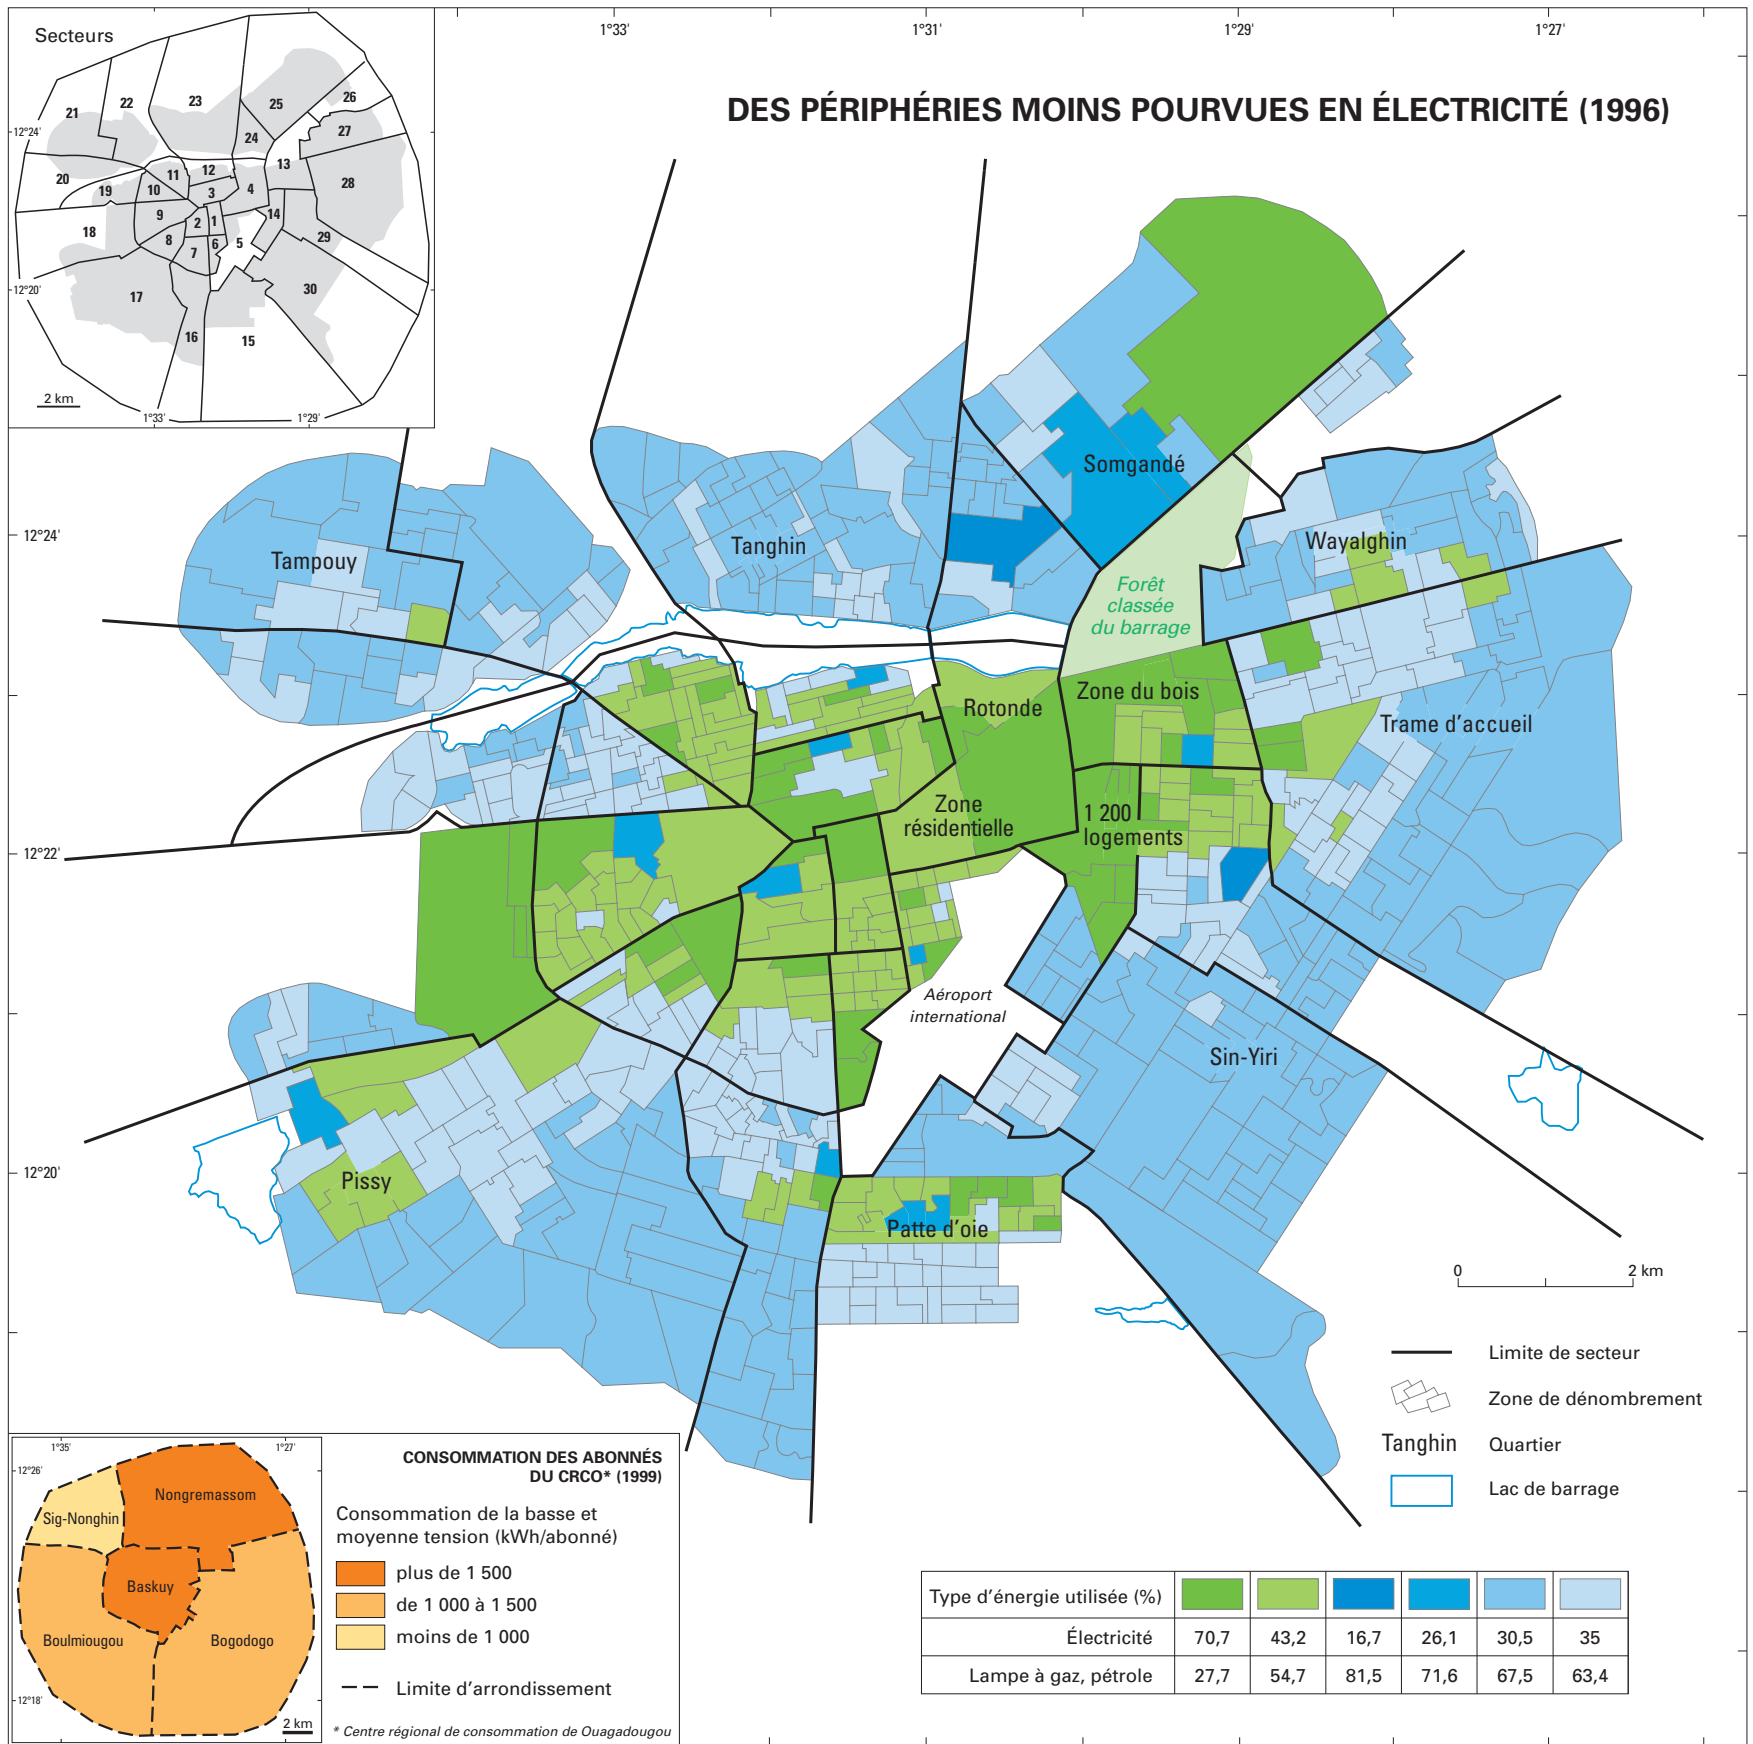 Secteurs
21
22
23
25
26
24
27
13
20
19
11
12
10
3
4
28
9
2
1
14
18
8
6
5
29
7
17
30
16
15
12°24'
12°20'
2 km
1°33'
1°29'
1°33'
1°31'
1°29'
1°27'
DES PÉRIPHÉRIES MOINS POURVUES EN ÉLECTRICITÉ (1996)
12°24'
12°22'
12°20'
Somgandé
Tanghin
Wayalghin
Tampouy
Forêt
classée
du barrage
Zone du bois
Rotonde
Trame d'accueil
Zone
résidentielle
1 200
logements
Aéroport
international
Sin-Yiri
Pissy
Patte d'oie
0
2 km
Limite de secteur
Zone de dénombrement
Tanghin
Quartier
Lac de barrage
1°35'
1°27'
12°26'
12°18'
Nongremassom
Sig-Nonghin
Baskuy
Boulmiougou
Bogodogo
2 km
CONSOMMATION DES ABONNÉS
DU CRCO* (1999)
Consommation de la basse et
moyenne tension (kWh/abonné)
plus de 1 500
de 1 000 à 1 500
moins de 1 000
Limite d'arrondissement
* Centre régional de consommation de Ouagadougou
Type d'énergie utilisée (%)
Électricité 70,7 43,2 16,7 26,1 30,5 35
Lampe à gaz, pétrole 27,7 54,7 81,5 71,6 67,5 63,4